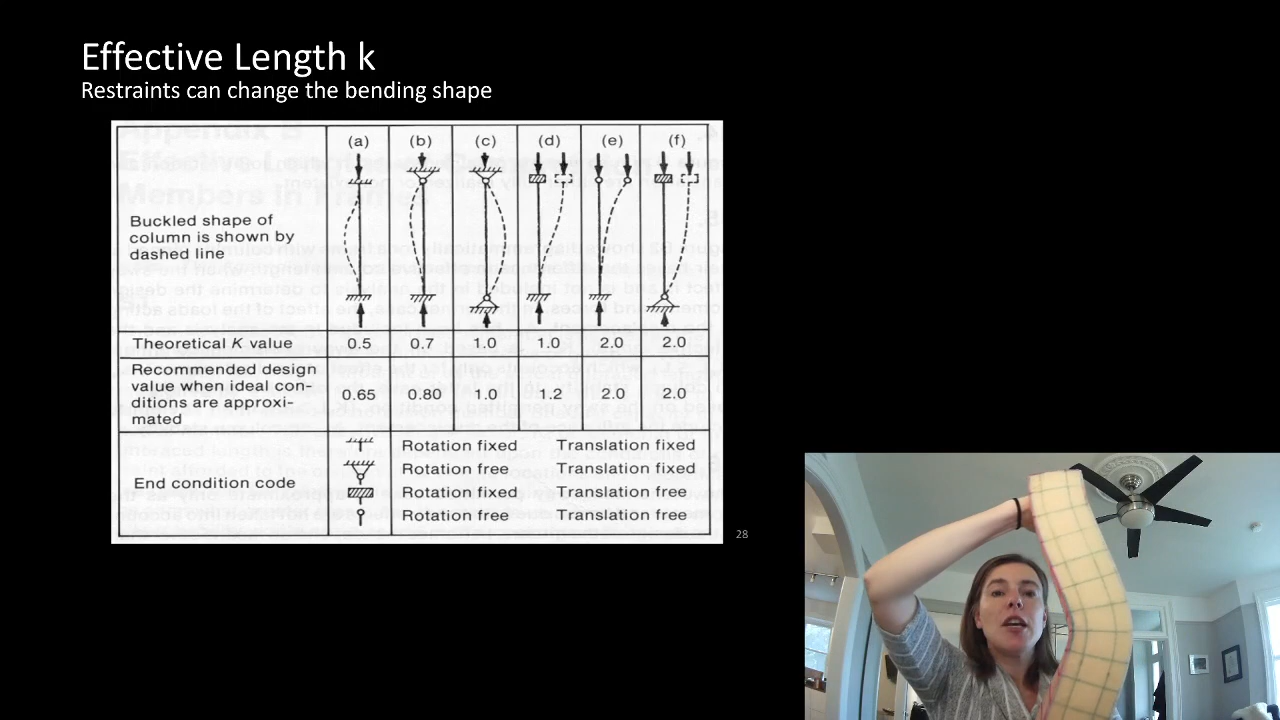 Effective Length k
Restraints can change the bending shape
(a) (b) (c) (d) (e) (f)
Buckled shape of
column is shown by
dashed line
Theoretical K value 0.5 0.7 1.0 1.0 2.0 2.0
Recommended design
value when ideal con-
ditions are approxi-
mated
0.65 0.80 1.0 1.2 2.0 2.0
End condition code
Rotation fixed Translation fixed
Rotation free Translation fixed
Rotation fixed Translation free
Rotation free Translation free
28